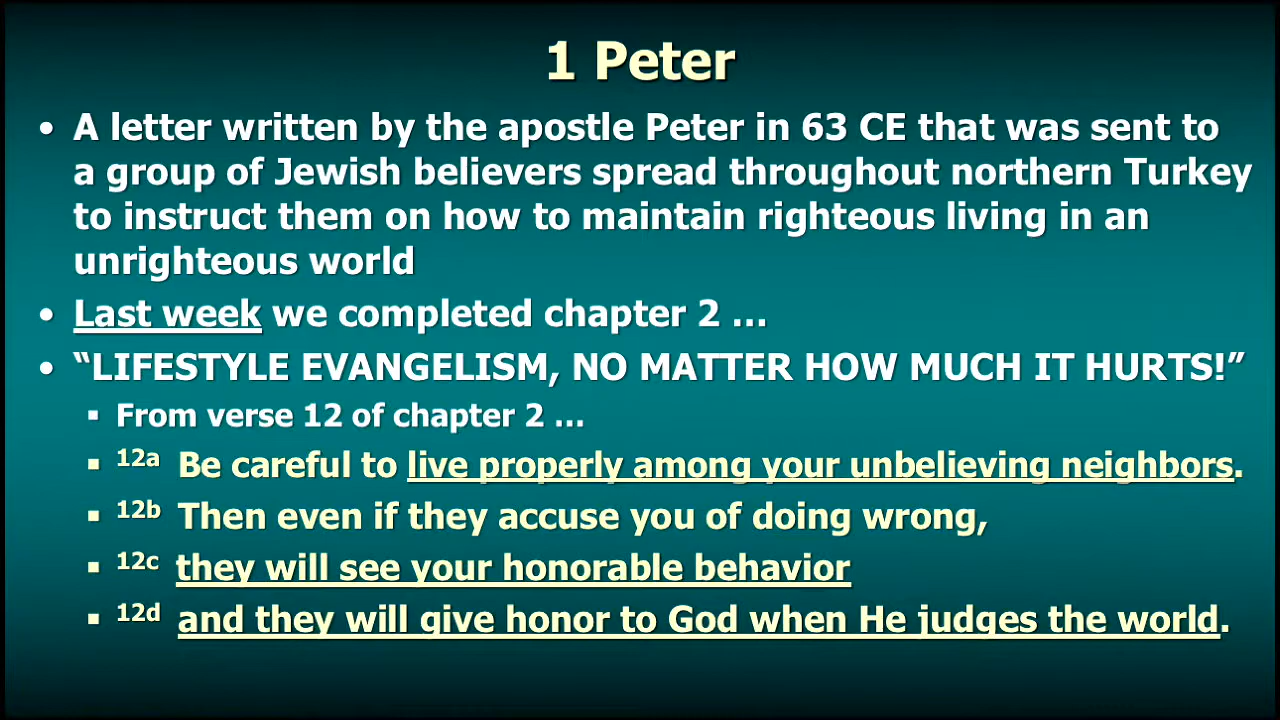 1 Peter
• A letter written by the apostle Peter in 63 CE that was sent to
a group of Jewish believers spread throughout northern Turkey
to instruct them on how to maintain righteous living in an
unrighteous world
• Last week we completed chapter 2 ...
• “LIFESTYLE EVANGELISM, NO MATTER HOW MUCH IT HURTS!”
▪ From verse 12 of chapter 2 ...
▪ 12a Be careful to live properly among your unbelieving neighbors.
▪ 12b Then even if they accuse you of doing wrong,
▪ 12c they will see your honorable behavior
▪ 12d and they will give honor to God when He judges the world.